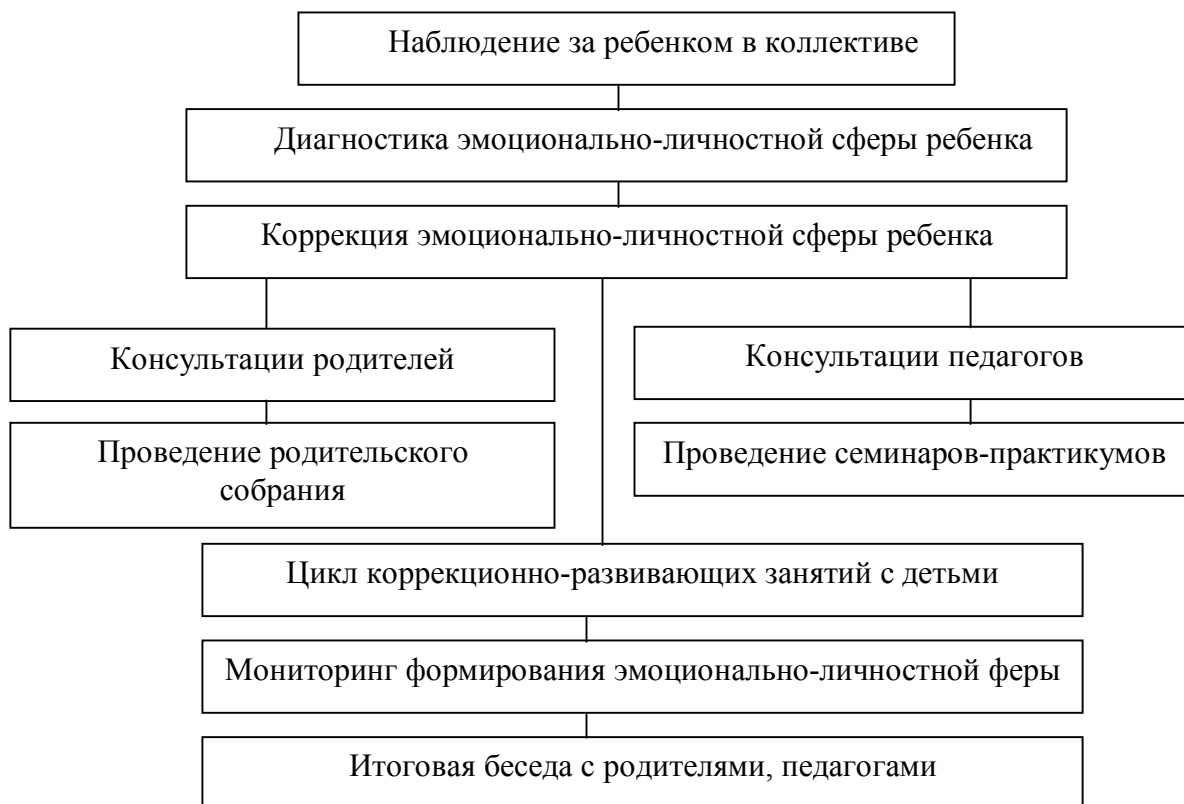 Наблюдение за ребенком в коллективе
Диагностика эмоционально-личностной сферы ребенка
Коррекция эмоционально-личностной сферы ребенка
Консультации родителей
Консультации педагогов
Проведение родительского
собрания
Проведение семинаров-практикумов
Цикл коррекционно-развивающих занятий с детьми
Мониторинг формирования эмоционально-личностной феры
Итоговая беседа с родителями, педагогами